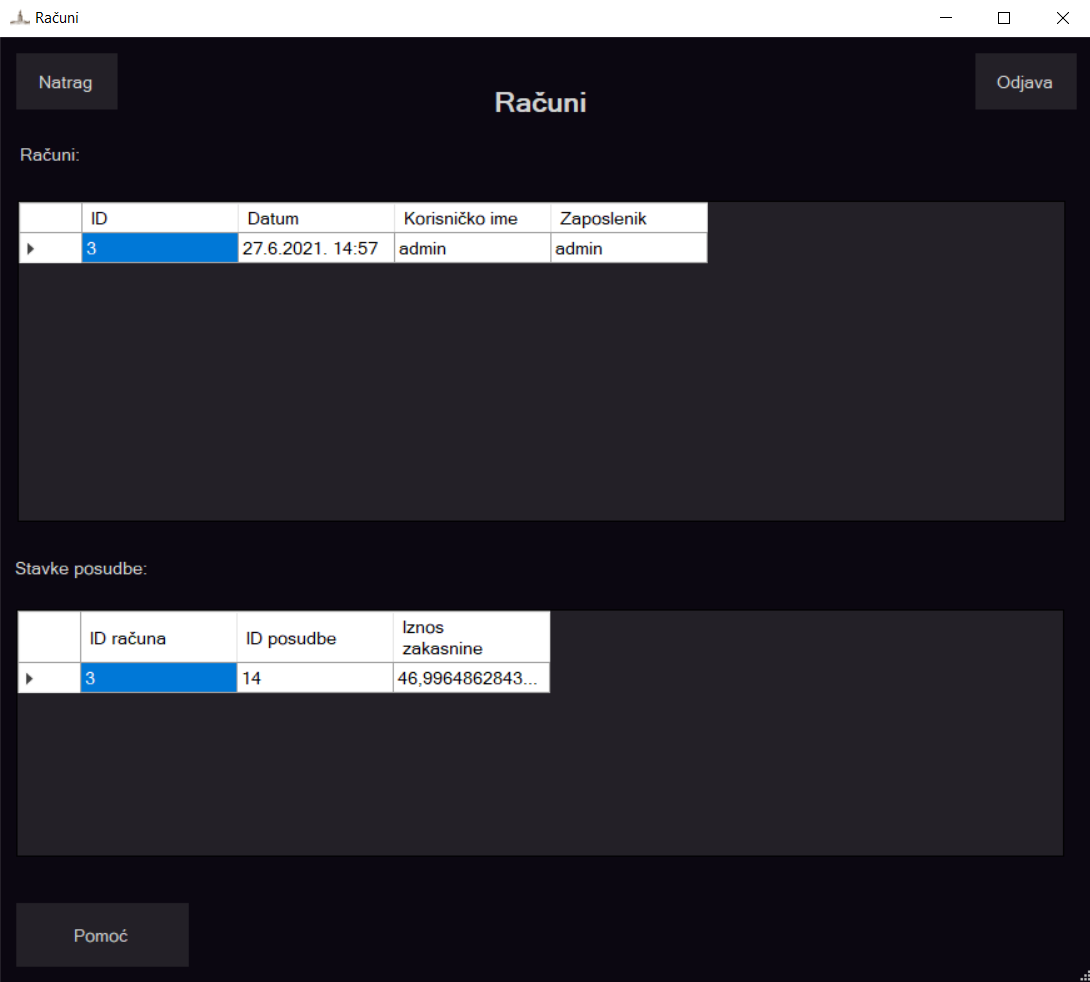 Računi
Natrag
Odjava
Računi
Računi:
ID Datum Korisničko ime Zaposlenik
3 27.6.2021. 14:57 admin admin
Stavke posudbe:
ID računa ID posudbe Iznos
zakasnine
3 14 46,9964862843...
Pomoć